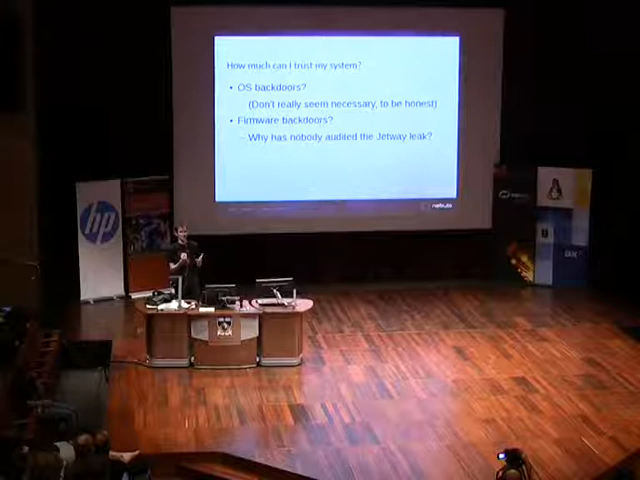 How much can I trust my system?
• OS backdoors?
(Don't really seem necessary, to be honest)
• Firmware backdoors?
– Why has nobody audited the Jetway leak?
nebula
hp